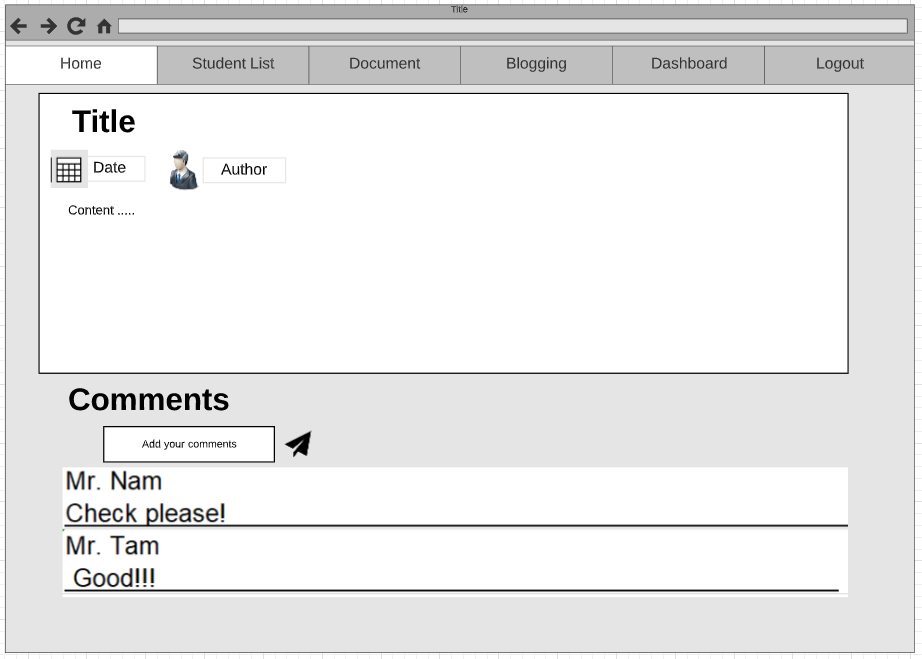 Title
Home Student List Document Blogging Dashboard Logout
Title
Date Author
Content .....
Comments
Add your comments
Mr. Nam
Check please!
Mr. Tam
Good!!!